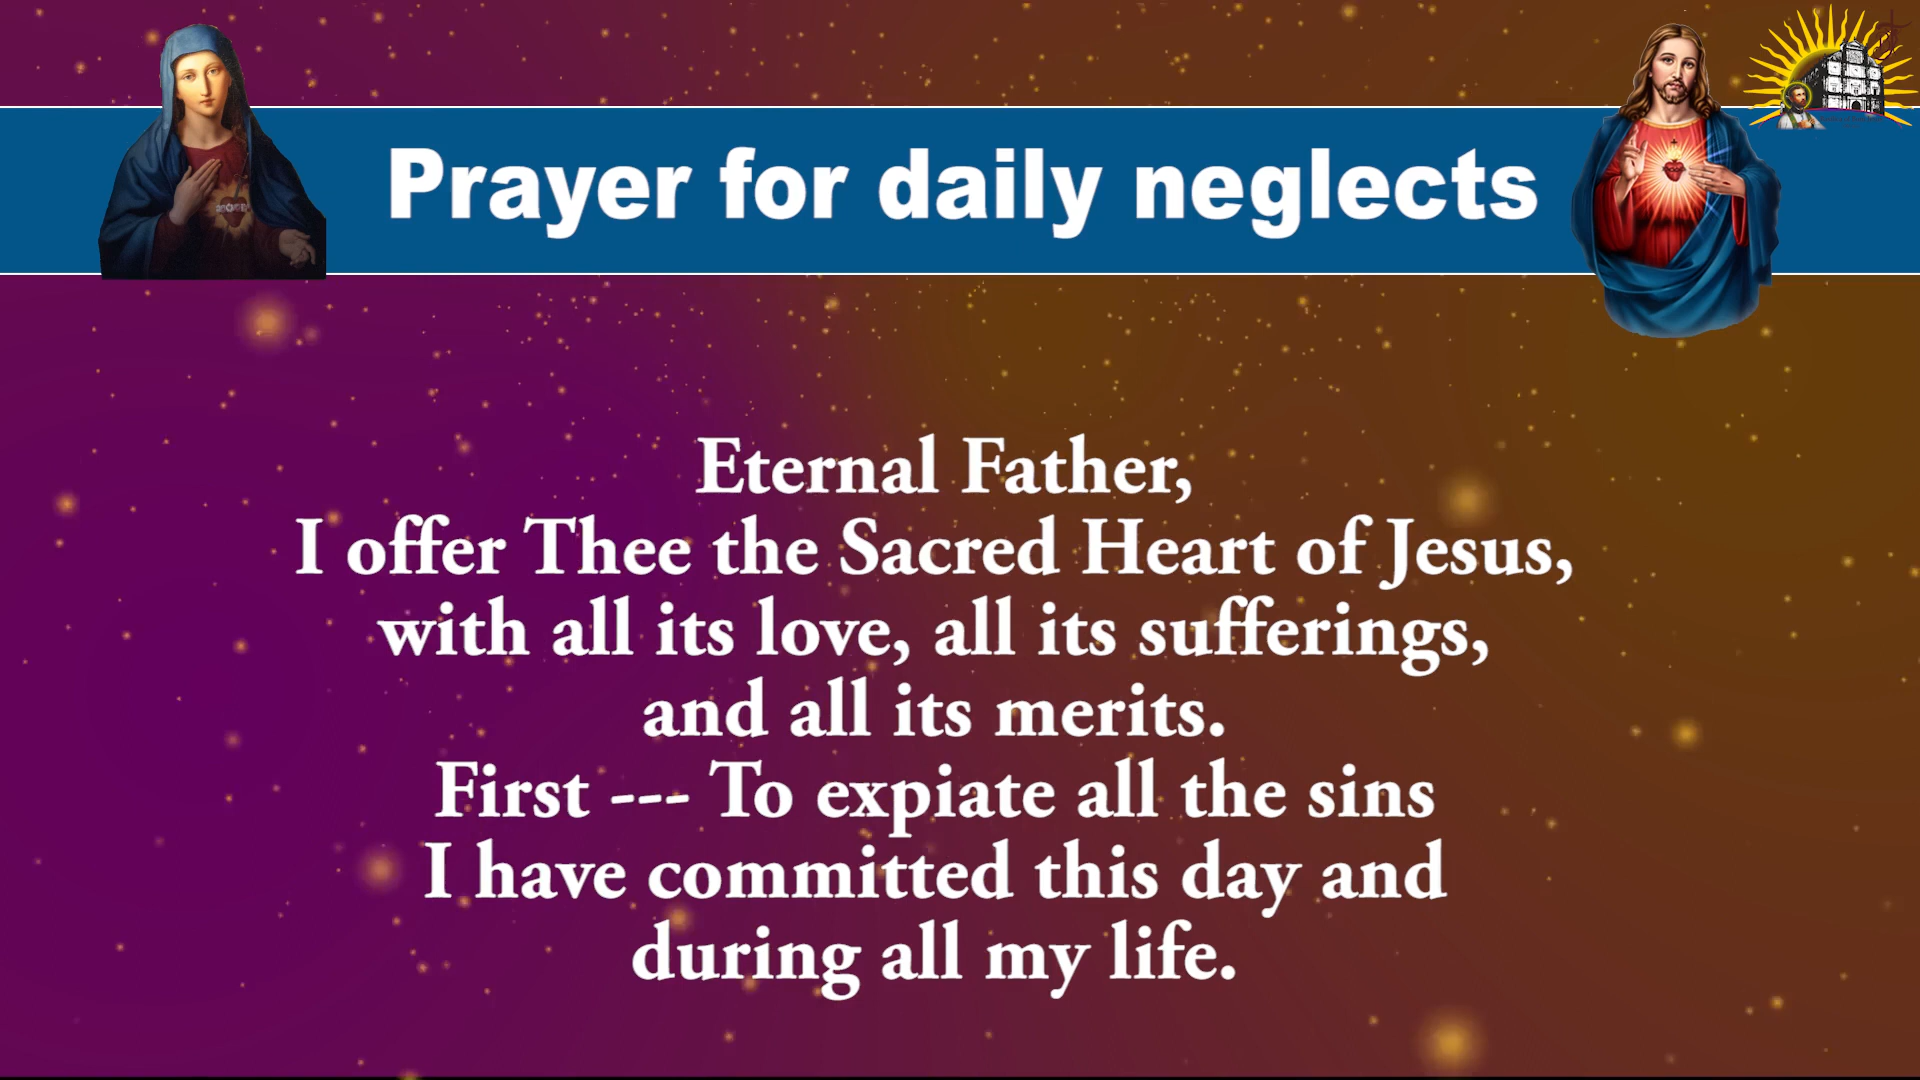 Prayer for daily neglects
Eternal Father,
I offer Thee the Sacred Heart of Jesus,
with all its love, all its sufferings,
and all its merits.
First --- To expiate all the sins
I have committed this day and
during all my life.